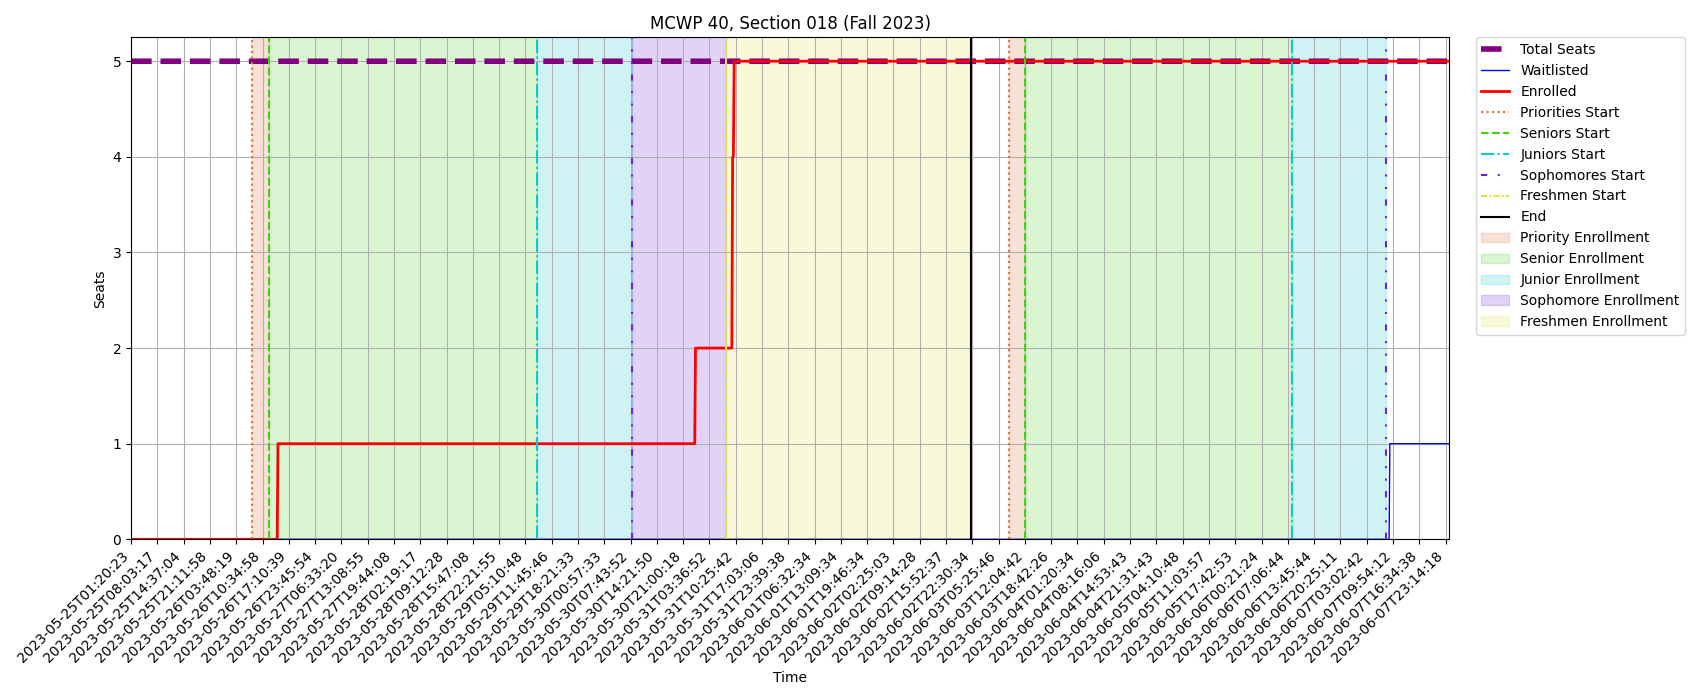 MCWP 40, Section 018 (Fall 2023)
Seats
5
4
3
2
1
0
2023-05-25T01:20:23
2023-05-25T08:03:17
2023-05-25T14:37:04
2023-05-25T21:11:58
2023-05-26T03:48:19
2023-05-26T10:34:58
2023-05-26T17:10:39
2023-05-26T23:45:54
2023-05-27T06:33:20
2023-05-27T13:08:55
2023-05-27T19:44:08
2023-05-28T02:19:17
2023-05-28T09:12:28
2023-05-28T15:47:08
2023-05-28T22:21:55
2023-05-29T05:10:48
2023-05-29T11:45:46
2023-05-29T18:21:33
2023-05-30T00:57:33
2023-05-30T07:43:52
2023-05-30T14:21:50
2023-05-30T21:00:18
2023-05-31T03:36:52
2023-05-31T10:25:42
2023-05-31T17:03:06
2023-05-31T23:39:38
2023-06-01T06:32:34
2023-06-01T13:09:34
2023-06-01T19:46:34
2023-06-02T02:25:03
2023-06-02T09:14:28
2023-06-02T15:52:37
2023-06-02T22:30:34
2023-06-03T05:25:46
2023-06-03T12:04:42
2023-06-03T18:42:26
2023-06-04T01:20:34
2023-06-04T08:16:06
2023-06-04T14:53:43
2023-06-04T21:31:43
2023-06-05T04:10:48
2023-06-05T11:03:57
2023-06-05T17:42:53
2023-06-06T00:21:24
2023-06-06T07:06:44
2023-06-06T13:45:44
2023-06-06T20:25:11
2023-06-07T03:02:42
2023-06-07T09:54:12
2023-06-07T16:34:38
2023-06-07T23:14:18
Time
Total Seats
Waitlisted
Enrolled
Priorities Start
Seniors Start
Juniors Start
Sophomores Start
Freshmen Start
End
Priority Enrollment
Senior Enrollment
Junior Enrollment
Sophomore Enrollment
Freshmen Enrollment